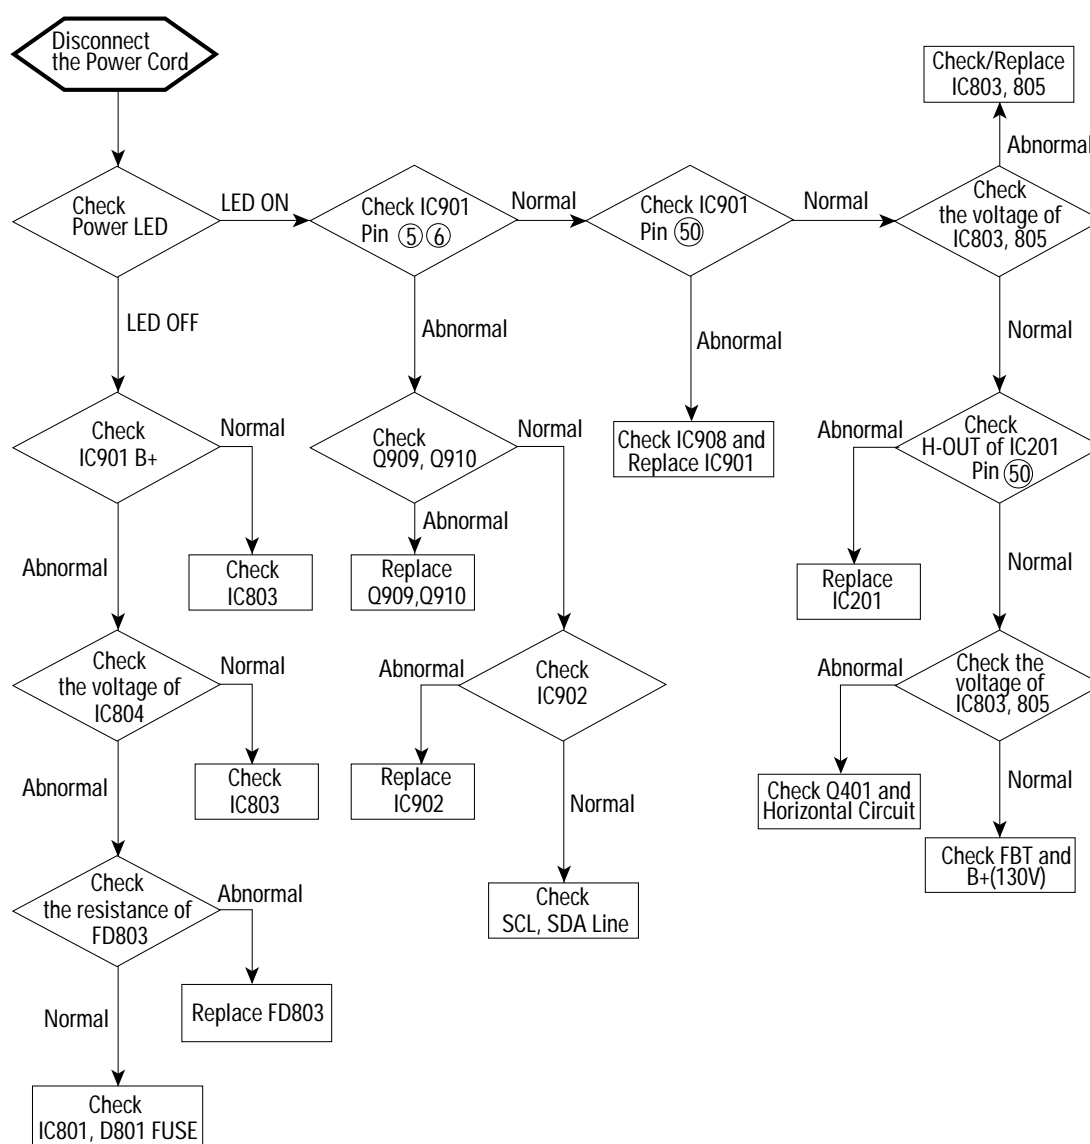 Disconnect
the Power Cord
Check
Power LED
LED ON
Check IC901
Pin ⑤⑥
Normal
Check IC901
Pin ㊿
Normal
Check
the voltage of
IC803, 805
Abnormal
Check/Replace
IC803, 805
LED OFF
Abnormal
Abnormal
Normal
Check
IC901 B+
Normal
Check
IC803
Check
Q909, Q910
Normal
Abnormal
Replace
Q909,Q910
Check IC908 and
Replace IC901
Check
H-OUT of IC201
Pin ㊿
Abnormal
Replace
IC201
Abnormal
Normal
Check
the voltage of
IC804
Normal
Check
IC803
Check
IC902
Abnormal
Replace
IC902
Normal
Check the
voltage of
IC803, 805
Abnormal
Check Q401 and
Horizontal Circuit
Normal
Check FBT and
B+(130V)
Abnormal
Check
the resistance of
FD803
Abnormal
Replace FD803
Check
SCL, SDA Line
Normal
Check
IC801, D801 FUSE